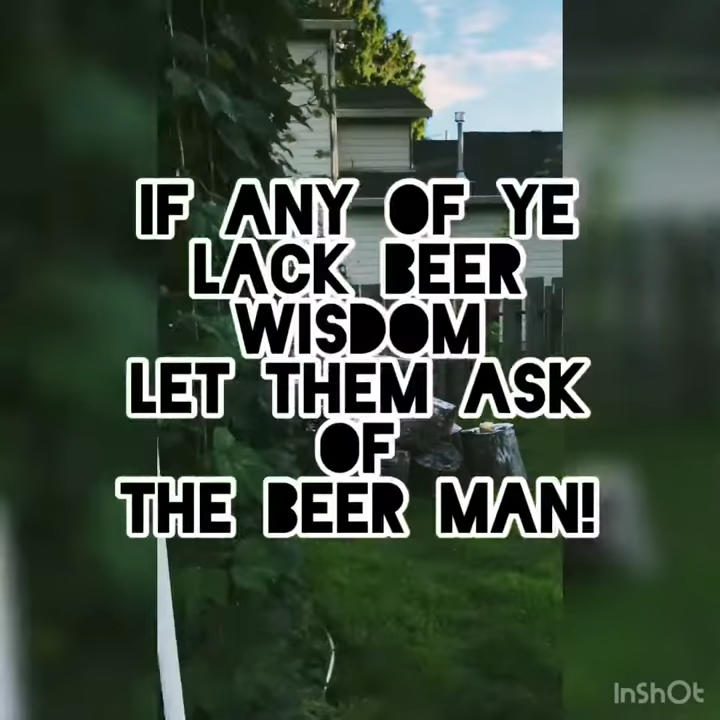 IF ANY OF YE
LACK BEER
WISDOM
LET THEM ASK
OF
THE BEER MAN!
InShOt